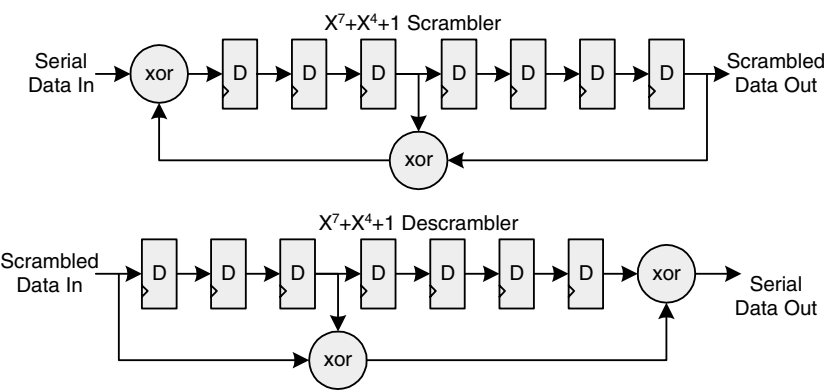 X⁷+X⁴+1 Scrambler
Serial
Data In
xor
D
D
D
D
D
D
D
Scrambled
Data Out
xor
X⁷+X⁴+1 Descrambler
Scrambled
Data In
D
D
D
D
D
D
D
xor
Serial
Data Out
xor